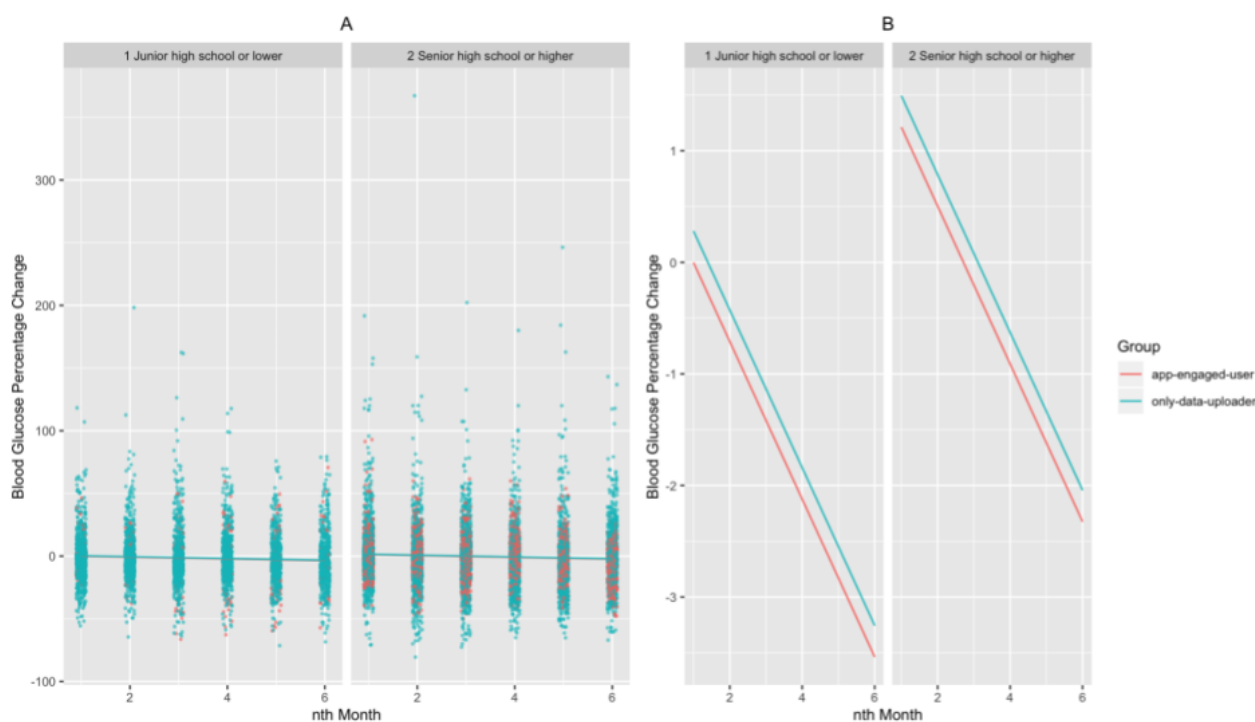 A
1 Junior high school or lower
2 Senior high school or higher
Blood Glucose Percentage Change
300
200
100
0
-100
2
4
6
2
4
6
nth Month
B
1 Junior high school or lower
2 Senior high school or higher
Blood Glucose Percentage Change
1
0
-1
-2
-3
2
4
6
2
4
6
nth Month
Group
app-engaged-user
only-data-uploader